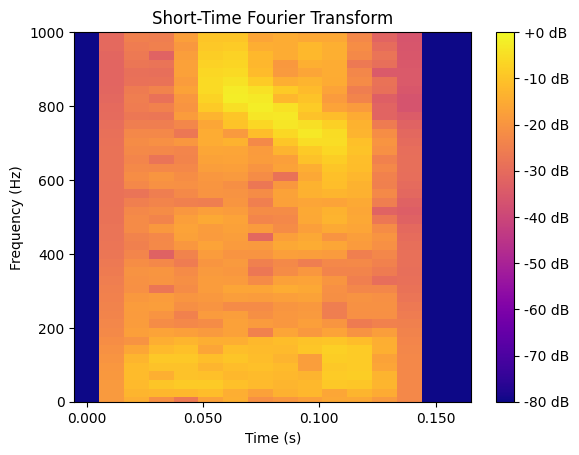 Short-Time Fourier Transform
1000
800
600
400
200
0
Frequency (Hz)
0.000
0.050
0.100
0.150
Time (s)
+0 dB
-10 dB
-20 dB
-30 dB
-40 dB
-50 dB
-60 dB
-70 dB
-80 dB